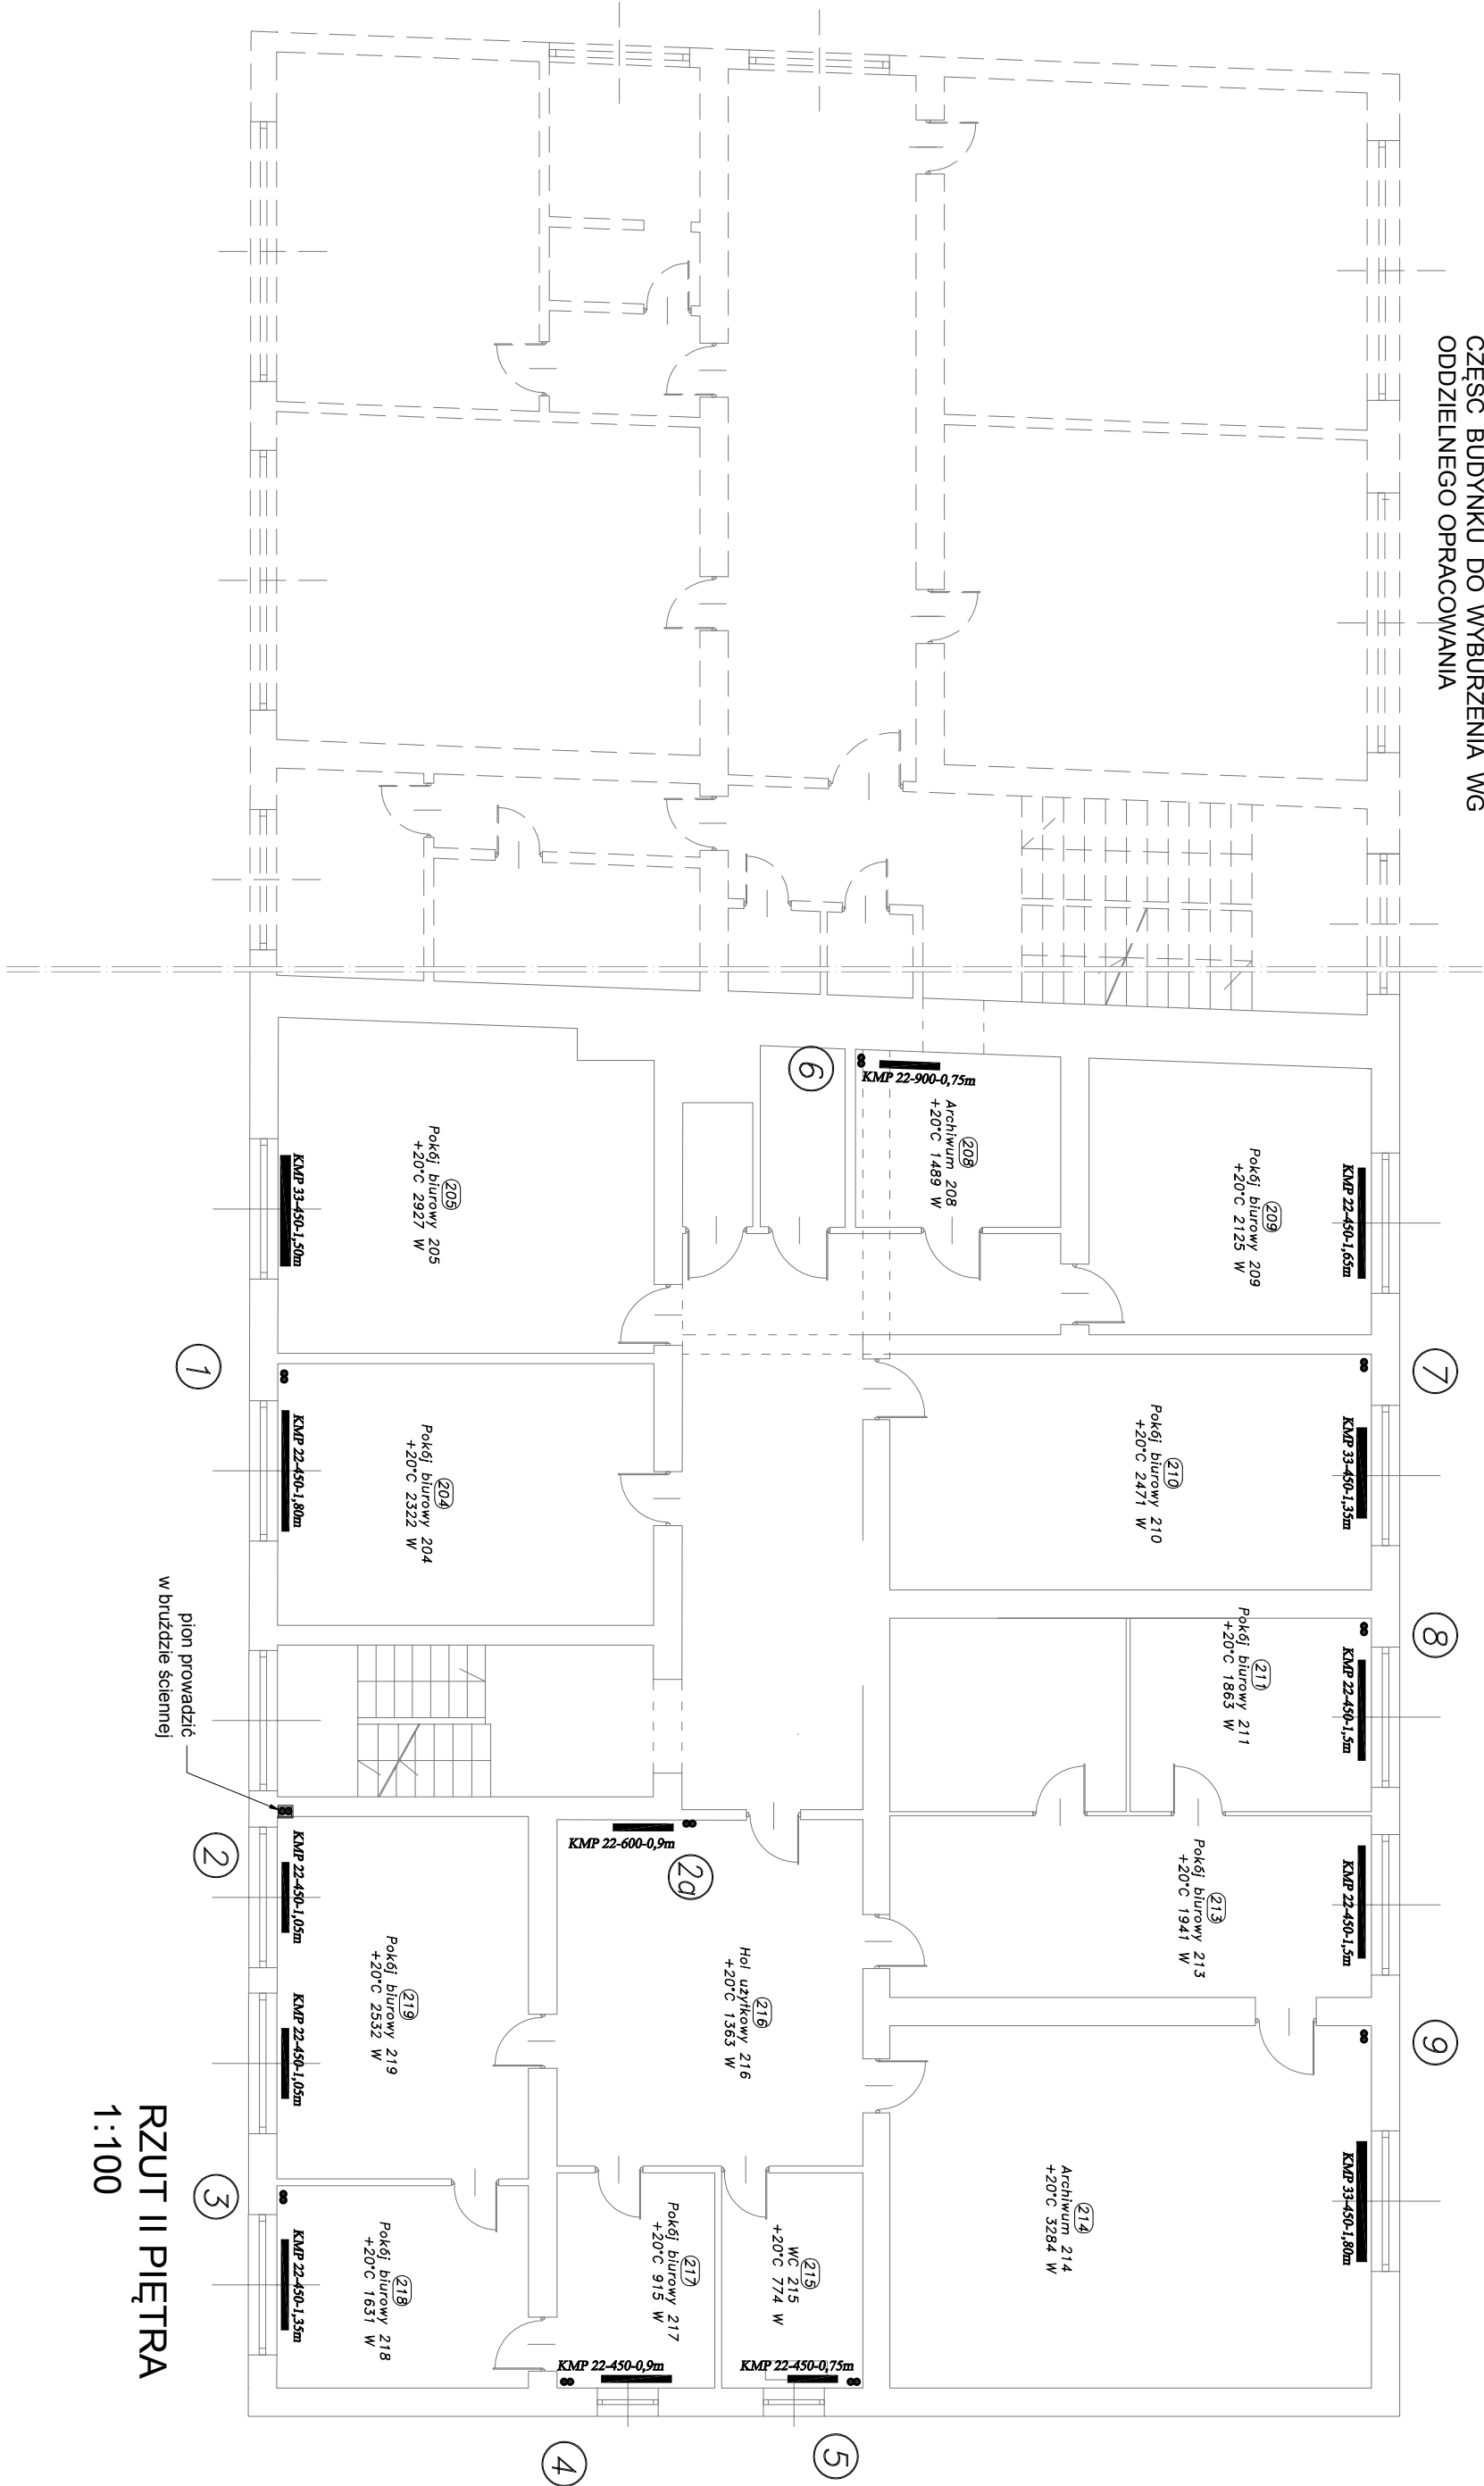 CZĘŚĆ BUDYNKU DO WYBURZENIA WG
ODDZIELNEGO OPRACOWANIA
6
KMP 22-900-0,75m
208
Archiwum 208
+20°C 1489 W
209
Pokój biurowy 209
+20°C 2125 W
KMP 22-450-1,65m
205
Pokój biurowy 205
+20°C 2927 W
KMP 33-450-1,50m
1
7
204
Pokój biurowy 204
+20°C 2322 W
KMP 22-450-1,80m
210
Pokój biurowy 210
+20°C 2471 W
KMP 33-450-1,35m
8
211
Pokój biurowy 211
+20°C 1863 W
KMP 22-450-1,5m
pion prowadzić
w bruździe ściennej
2
KMP 22-450-1,05m
KMP 22-600-0,9m
2a
213
Pokój biurowy 213
+20°C 1941 W
KMP 22-450-1,5m
219
Pokój biurowy 219
+20°C 2532 W
KMP 22-450-1,05m
216
Hol użytkowy 216
+20°C 1363 W
9
3
214
Archiwum 214
+20°C 3284 W
KMP 33-450-1,80m
218
Pokój biurowy 218
+20°C 1631 W
KMP 22-450-1,35m
217
Pokój biurowy 217
+20°C 915 W
KMP 22-450-0,9m
215
WC 215
+20°C 774 W
KMP 22-450-0,75m
4
5
RZUT II PIĘTRA
1:100